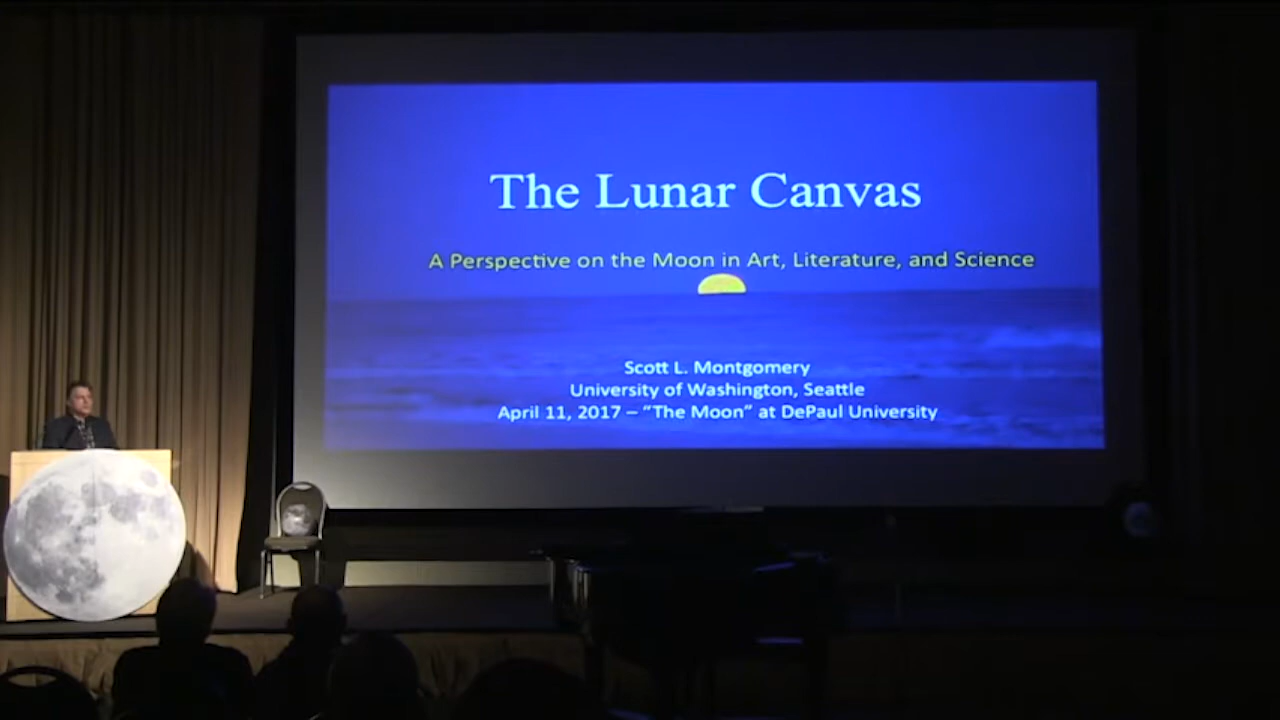 The Lunar Canvas
A Perspective on the Moon in Art, Literature, and Science
Scott L. Montgomery
University of Washington, Seattle
April 11, 2017 – "The Moon" at DePaul University